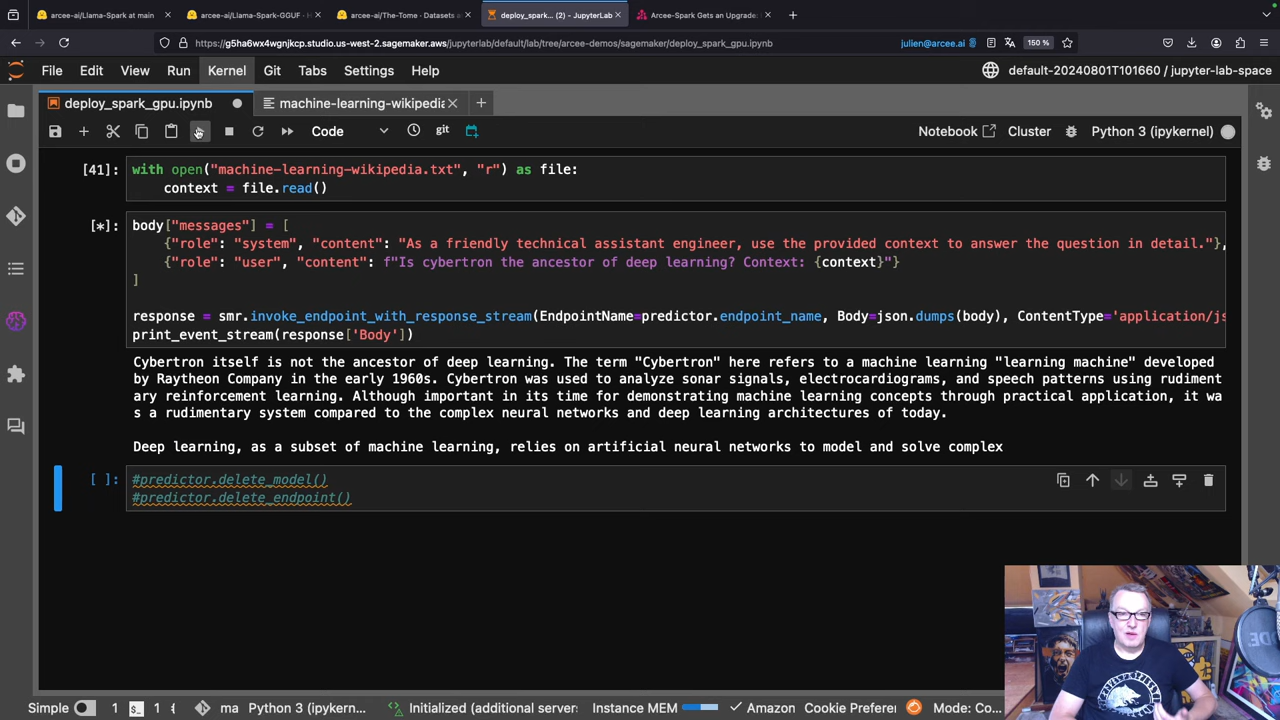 arcee-ai/Llama-Spark at main
arcee-ai/Llama-Spark-GGUF · H
arcee-ai/The-Tome · Datasets at
deploy_spark... (2) - JupyterLab
Arcee-Spark Gets an Upgrade:
https://g5ha6wx4wgnjkcp.studio.us-west-2.sagemaker.aws/jupyterlab/default/lab/tree/arcee-demos/sagemaker/deploy_spark_gpu.ipynb
julien@arcee.ai
150 %
File Edit View Run Kernel Git Tabs Settings Help
default-20240801T101660 / jupyter-lab-space
deploy_spark_gpu.ipynb
machine-learning-wikipedia
Code
git
Notebook
Cluster
Python 3 (ipykernel)
[41]: with open("machine-learning-wikipedia.txt", "r") as file:
context = file.read()
[*]: body["messages"] = [
{"role": "system", "content": "As a friendly technical assistant engineer, use the provided context to answer the question in detail."},
{"role": "user", "content": f"Is cybertron the ancestor of deep learning? Context: {context}"}
]
response = smr.invoke_endpoint_with_response_stream(EndpointName=predictor.endpoint_name, Body=json.dumps(body), ContentType='application/js
print_event_stream(response['Body'])
Cybertron itself is not the ancestor of deep learning. The term "Cybertron" here refers to a machine learning "learning machine" developed
by Raytheon Company in the early 1960s. Cybertron was used to analyze sonar signals, electrocardiograms, and speech patterns using rudiment
ary reinforcement learning. Although important in its time for demonstrating machine learning concepts through practical application, it wa
s a rudimentary system compared to the complex neural networks and deep learning architectures of today.
Deep learning, as a subset of machine learning, relies on artificial neural networks to model and solve complex
[ ]: #predictor.delete_model()
#predictor.delete_endpoint()
Simple
1
1
ma
Python 3 (ipykern...
Initialized (additional server
Instance MEM
Amazon
Cookie Prefere
Mode: Co...